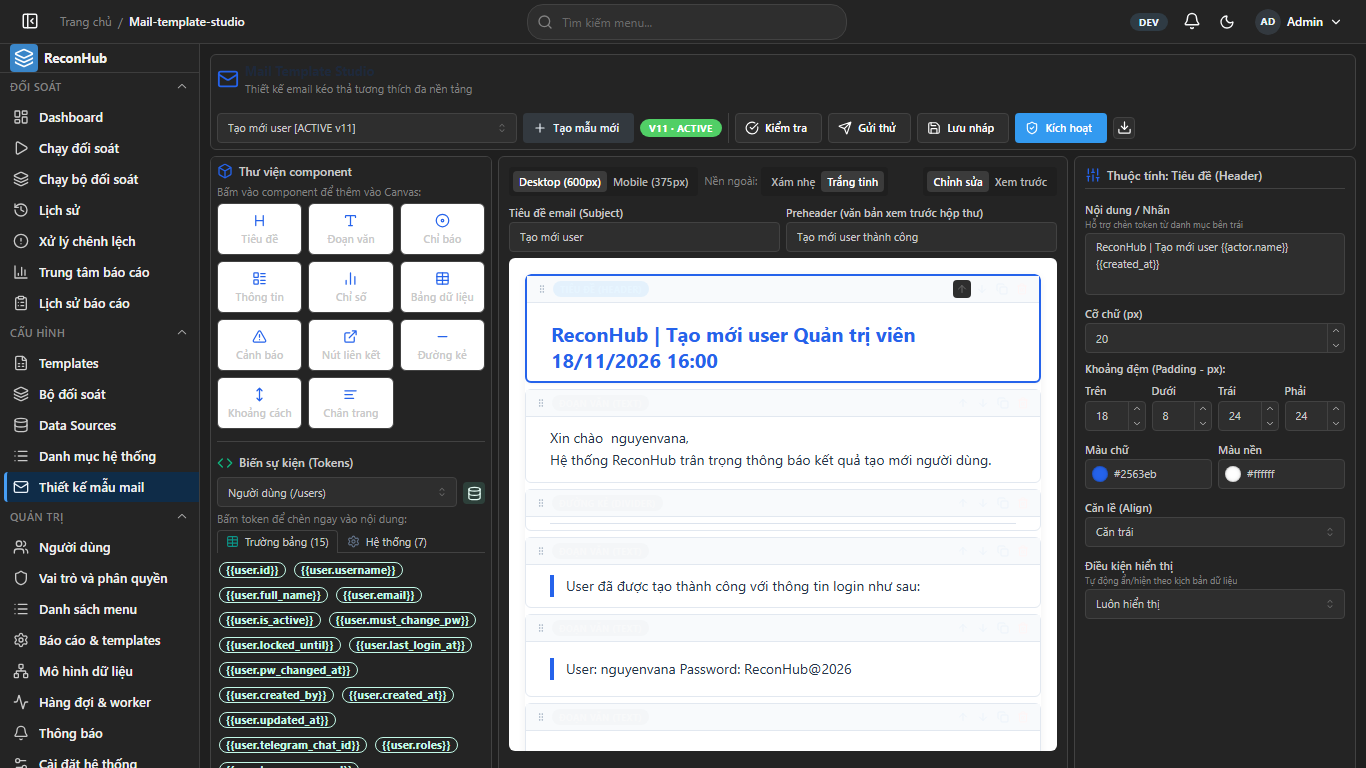 Trang chủ / Mail-template-studio
Tìm kiếm menu...
DEV
AD Admin
ReconHub
ĐỐI SOÁT
Dashboard
Chạy đối soát
Chạy bộ đối soát
Lịch sử
Xử lý chênh lệch
Trung tâm báo cáo
Lịch sử báo cáo
CẤU HÌNH
Templates
Bộ đối soát
Data Sources
Danh mục hệ thống
Thiết kế mẫu mail
QUẢN TRỊ
Người dùng
Vai trò và phân quyền
Danh sách menu
Báo cáo & templates
Mô hình dữ liệu
Hàng đợi & worker
Thông báo
Cài đặt hệ thống
Mail Template Studio
Thiết kế email kéo thả tương thích đa nền tảng
Tạo mới user [ACTIVE v11]
Tạo mẫu mới
V11 - ACTIVE
Kiểm tra
Gửi thử
Lưu nháp
Kích hoạt
Thư viện component
Bấm vào component để thêm vào Canvas:
Tiêu đề
Đoạn văn
Chỉ báo
Thông tin
Chỉ số
Bảng dữ liệu
Cảnh báo
Nút liên kết
Đường kẻ
Khoảng cách
Chân trang
Biến sự kiện (Tokens)
Người dùng (/users)
Bấm token để chèn ngay vào nội dung:
Trường bảng (15)
Hệ thống (7)
{{user.id}} {{user.username}}
{{user.full_name}} {{user.email}}
{{user.is_active}} {{user.must_change_pw}}
{{user.locked_until}} {{user.last_login_at}}
{{user.pw_changed_at}}
{{user.created_by}} {{user.created_at}}
{{user.updated_at}}
{{user.telegram_chat_id}} {{user.roles}}
Desktop (600px) Mobile (375px) Nền ngoài: Xám nhẹ Trắng tinh Chỉnh sửa Xem trước
Tiêu đề email (Subject)
Tạo mới user
Preheader (văn bản xem trước hộp thư)
Tạo mới user thành công
ReconHub | Tạo mới user Quản trị viên
18/11/2026 16:00
Xin chào nguyenvana,
Hệ thống ReconHub trân trọng thông báo kết quả tạo mới người dùng.
User đã được tạo thành công với thông tin login như sau:
User: nguyenvana Password: ReconHub@2026
Thuộc tính: Tiêu đề (Header)
Nội dung / Nhãn
Hỗ trợ chèn token từ danh mục bên trái
ReconHub | Tạo mới user {{actor.name}}
{{created_at}}
Cỡ chữ (px)
20
Khoảng đệm (Padding - px):
Trên Dưới Trái Phải
18 8 24 24
Màu chữ Màu nền
#2563eb #ffffff
Căn lề (Align)
Căn trái
Điều kiện hiển thị
Tự động ẩn/hiện theo kịch bản dữ liệu
Luôn hiển thị